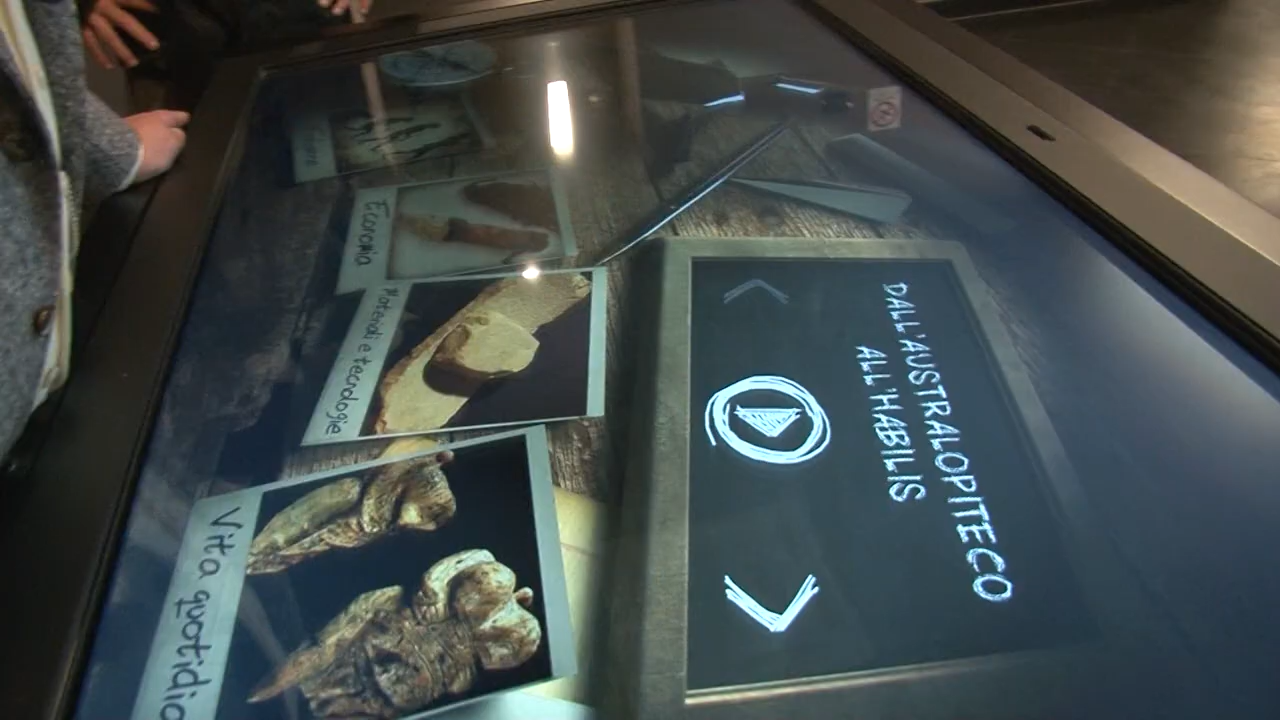 DALL'AUSTRALOPITECO
ALL'HABILIS
Economia
Materiali e tecnologie
Vita quotidia